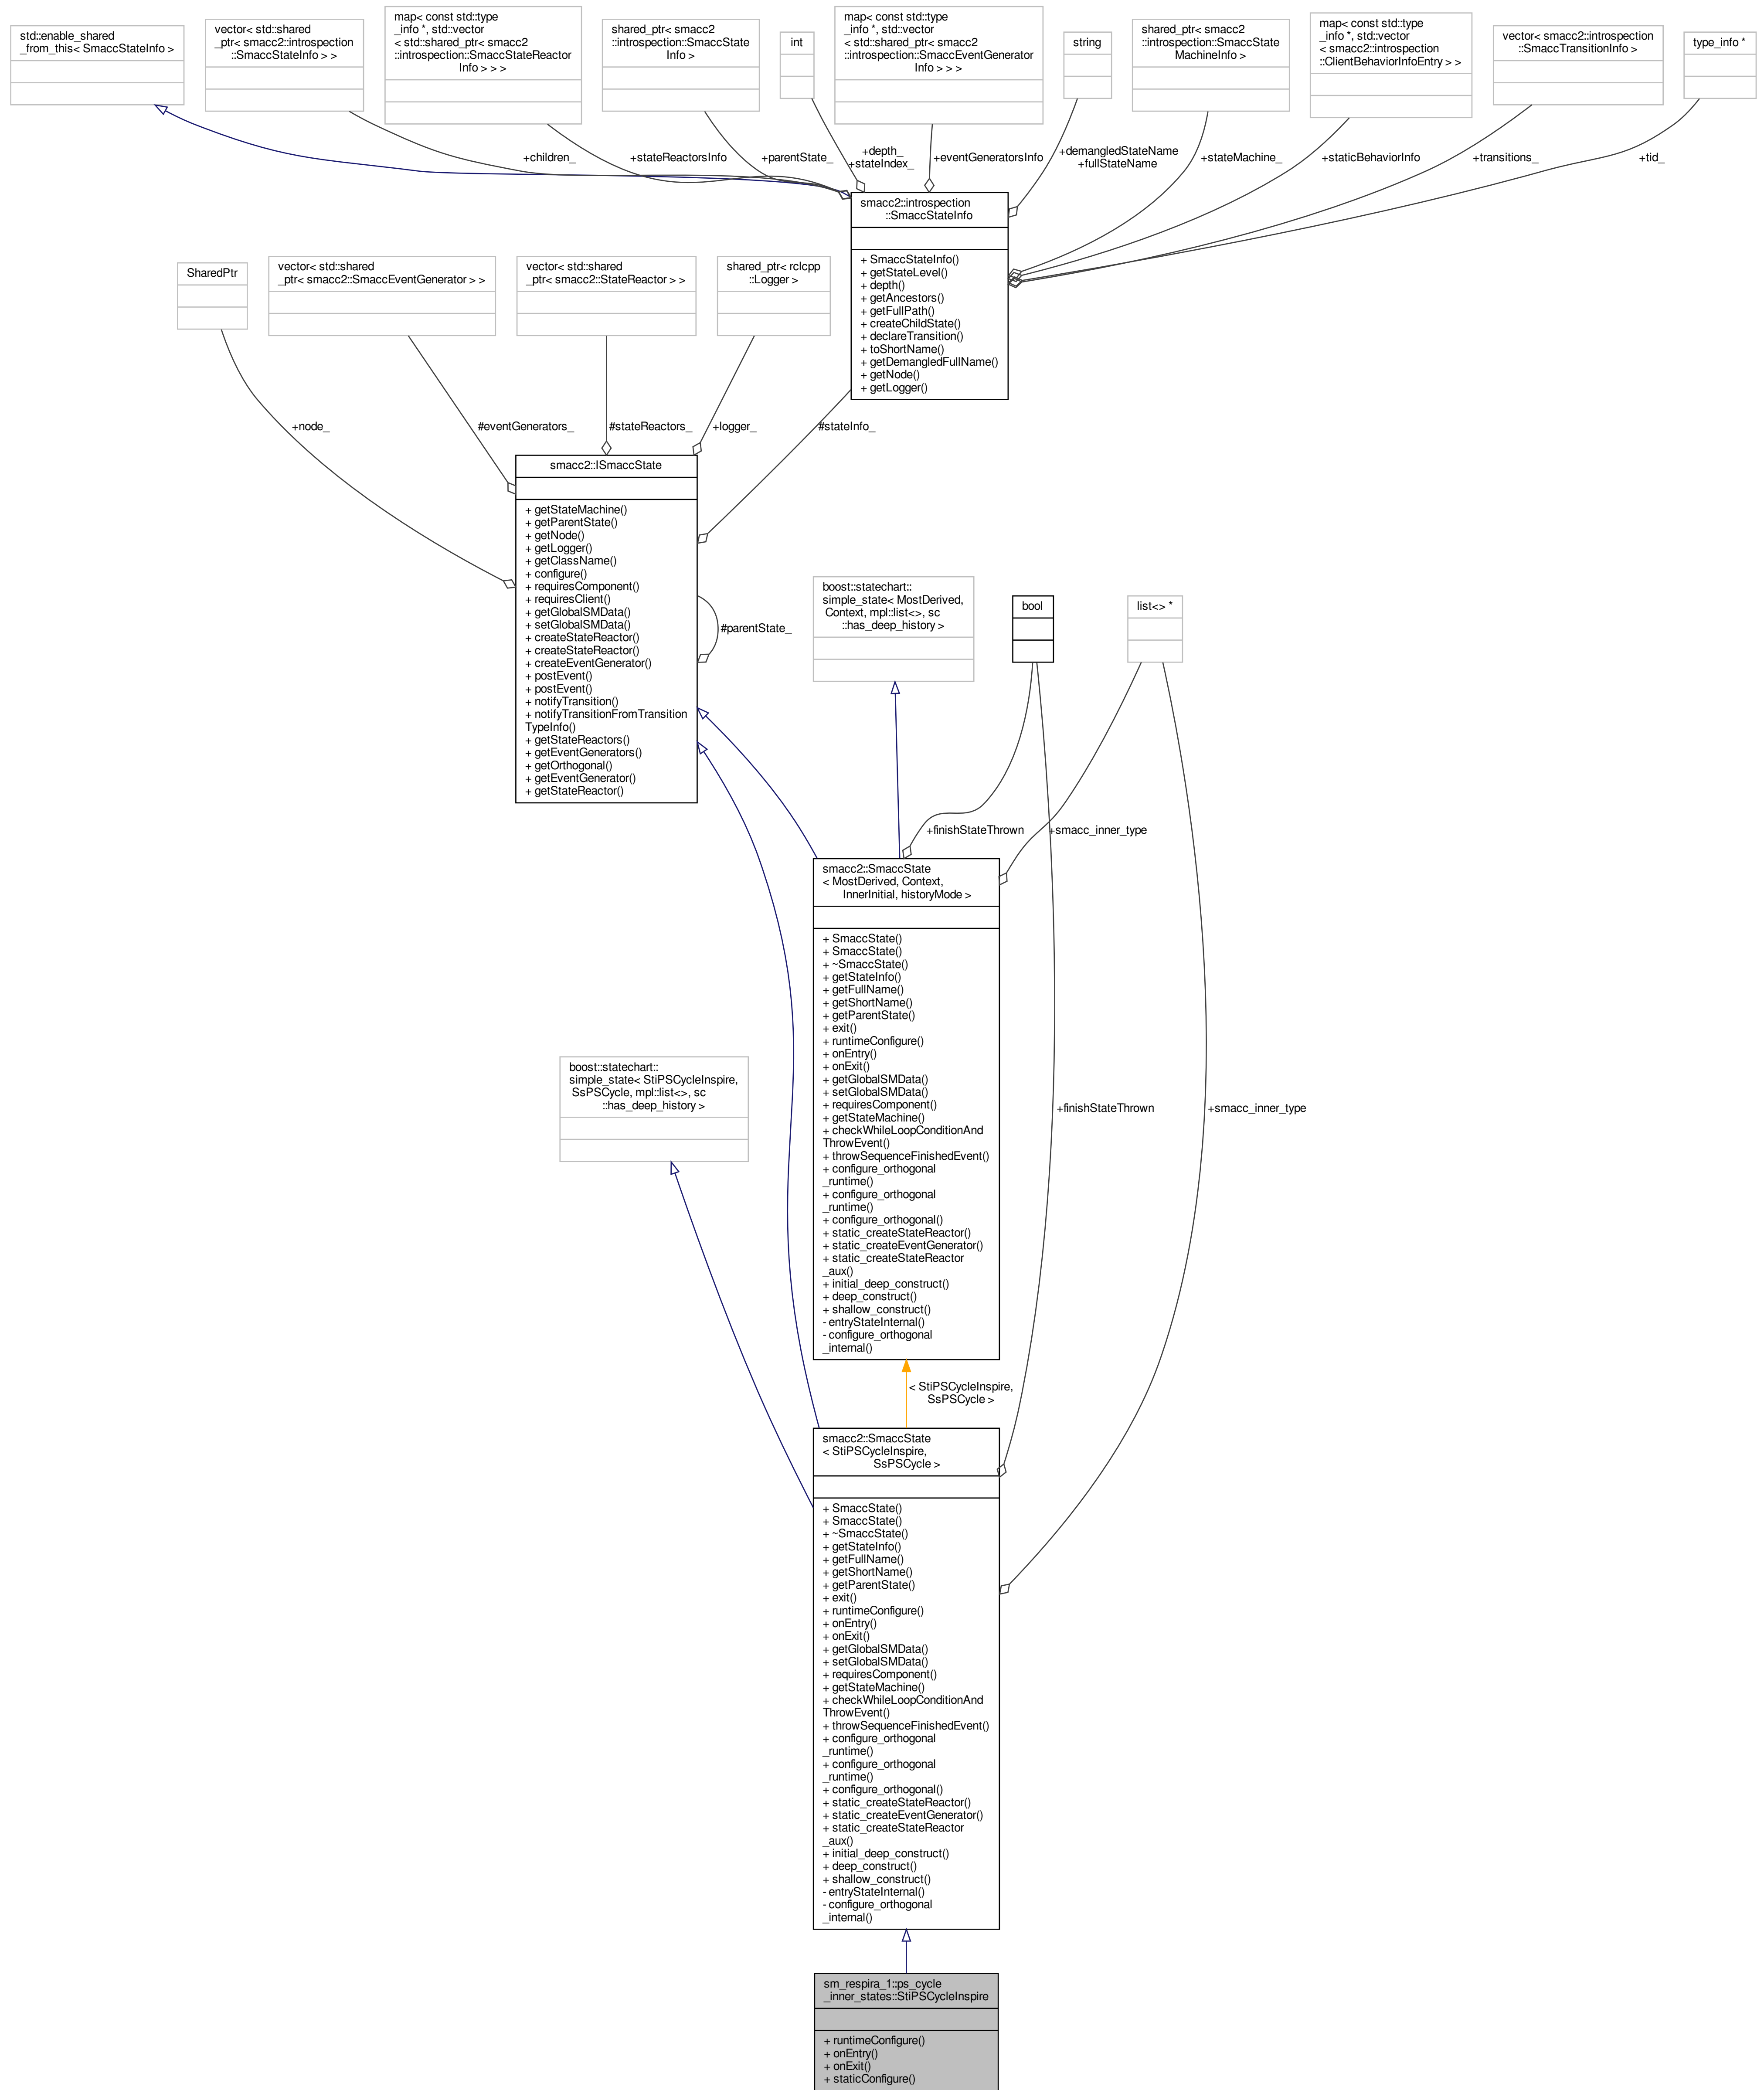 std::enable_shared
_from_this< SmaccStateInfo >
vector< std::shared
_ptr< smacc2::introspection
::SmaccStateInfo > >
map< const std::type
_info *, std::vector
< std::shared_ptr< smacc2
::introspection::SmaccStateReactor
Info > > >
shared_ptr< smacc2
::introspection::SmaccState
Info >
int
map< const std::type
_info *, std::vector
< std::shared_ptr< smacc2
::introspection::SmaccEventGenerator
Info > > >
string
shared_ptr< smacc2
::introspection::SmaccState
MachineInfo >
map< const std::type
_info *, std::vector
< smacc2::introspection
::ClientBehaviorInfoEntry > >
vector< smacc2::introspection
::SmaccTransitionInfo >
type_info *
+children_
+stateReactorsInfo
+parentState_
+depth_
+stateIndex_
+eventGeneratorsInfo
+demangledStateName
+fullStateName
+stateMachine_
+staticBehaviorInfo
+transitions_
+tid_
smacc2::introspection
::SmaccStateInfo
+ SmaccStateInfo()
+ getStateLevel()
+ depth()
+ getAncestors()
+ getFullPath()
+ createChildState()
+ declareTransition()
+ toShortName()
+ getDemangledFullName()
+ getNode()
+ getLogger()
SharedPtr
vector< std::shared
_ptr< smacc2::SmaccEventGenerator > >
vector< std::shared
_ptr< smacc2::StateReactor > >
shared_ptr< rclcpp
::Logger >
+node_
#eventGenerators_
#stateReactors_
+logger_
#stateInfo_
smacc2::ISmaccState
+ getStateMachine()
+ getParentState()
+ getNode()
+ getLogger()
+ getClassName()
+ configure()
+ requiresComponent()
+ requiresClient()
+ getGlobalSMData()
+ setGlobalSMData()
+ createStateReactor()
+ createStateReactor()
+ createEventGenerator()
+ postEvent()
+ postEvent()
+ notifyTransition()
+ notifyTransitionFromTransition
TypeInfo()
+ getStateReactors()
+ getEventGenerators()
+ getOrthogonal()
+ getEventGenerator()
+ getStateReactor()
#parentState_
boost::statechart::
simple_state< MostDerived,
Context, mpl::list<>, sc
::has_deep_history >
bool
list<> *
+finishStateThrown
+smacc_inner_type
smacc2::SmaccState
< MostDerived, Context,
InnerInitial, historyMode >
+ SmaccState()
+ SmaccState()
+ ~SmaccState()
+ getStateInfo()
+ getFullName()
+ getShortName()
+ getParentState()
+ exit()
+ runtimeConfigure()
+ onEntry()
+ onExit()
+ getGlobalSMData()
+ setGlobalSMData()
+ requiresComponent()
+ getStateMachine()
+ checkWhileLoopConditionAnd
ThrowEvent()
+ throwSequenceFinishedEvent()
+ configure_orthogonal
_runtime()
+ configure_orthogonal
_runtime()
+ configure_orthogonal()
+ static_createStateReactor()
+ static_createEventGenerator()
+ static_createStateReactor
_aux()
+ initial_deep_construct()
+ deep_construct()
+ shallow_construct()
- entryStateInternal()
- configure_orthogonal
_internal()
boost::statechart::
simple_state< StiPSCycleInspire,
SsPSCycle, mpl::list<>, sc
::has_deep_history >
+finishStateThrown
+smacc_inner_type
< StiPSCycleInspire,
SsPSCycle >
smacc2::SmaccState
< StiPSCycleInspire,
SsPSCycle >
+ SmaccState()
+ SmaccState()
+ ~SmaccState()
+ getStateInfo()
+ getFullName()
+ getShortName()
+ getParentState()
+ exit()
+ runtimeConfigure()
+ onEntry()
+ onExit()
+ getGlobalSMData()
+ setGlobalSMData()
+ requiresComponent()
+ getStateMachine()
+ checkWhileLoopConditionAnd
ThrowEvent()
+ throwSequenceFinishedEvent()
+ configure_orthogonal
_runtime()
+ configure_orthogonal
_runtime()
+ configure_orthogonal()
+ static_createStateReactor()
+ static_createEventGenerator()
+ static_createStateReactor
_aux()
+ initial_deep_construct()
+ deep_construct()
+ shallow_construct()
- entryStateInternal()
- configure_orthogonal
_internal()
sm_respira_1::ps_cycle
_inner_states::StiPSCycleInspire
+ runtimeConfigure()
+ onEntry()
+ onExit()
+ staticConfigure()